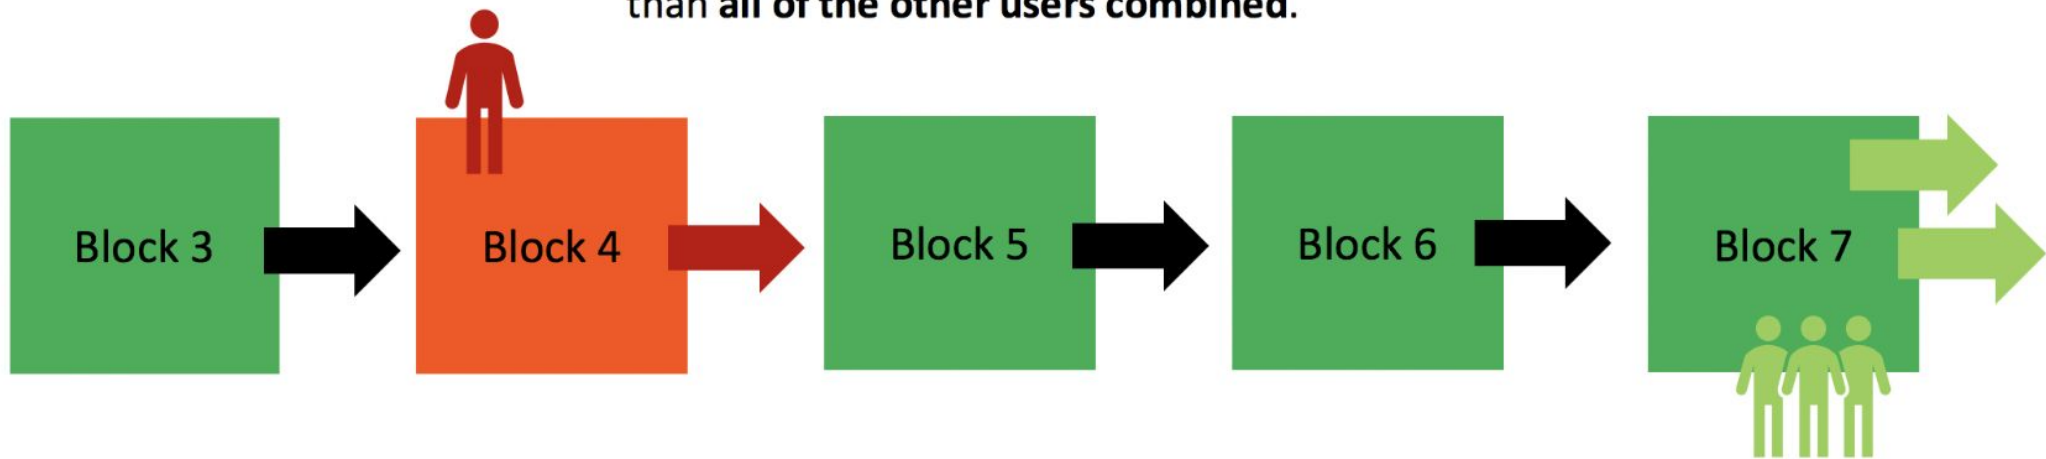 than all of the other users combined.
Block 3
Block 4
Block 5
Block 6
Block 7